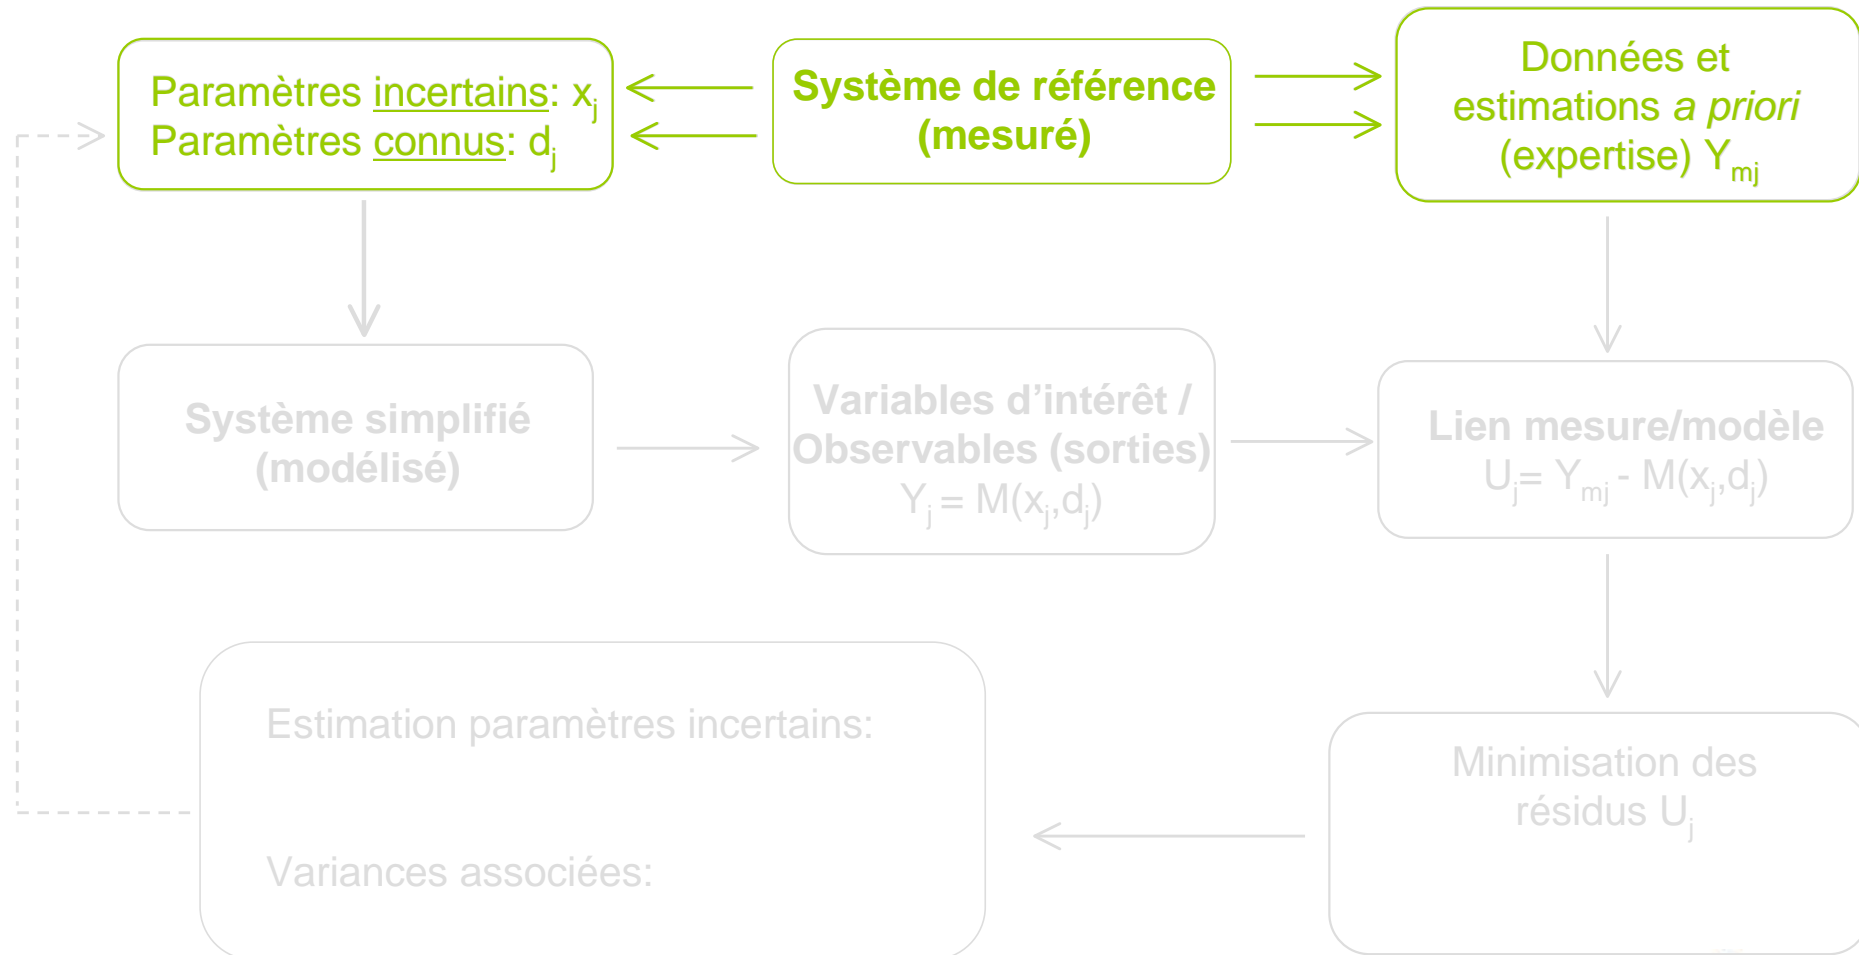 Paramètres incertains: xj
Paramètres connus: dj
Système de référence
(mesuré)
Données et
estimations a priori
(expertise) Ymj
Système simplifié
(modélisé)
Variables d’intérêt /
Observables (sorties)
Yj = M(xj,dj)
Lien mesure/modèle
Uj= Ymj - M(xj,dj)
Estimation paramètres incertains:
Variances associées:
Minimisation des
résidus Uj